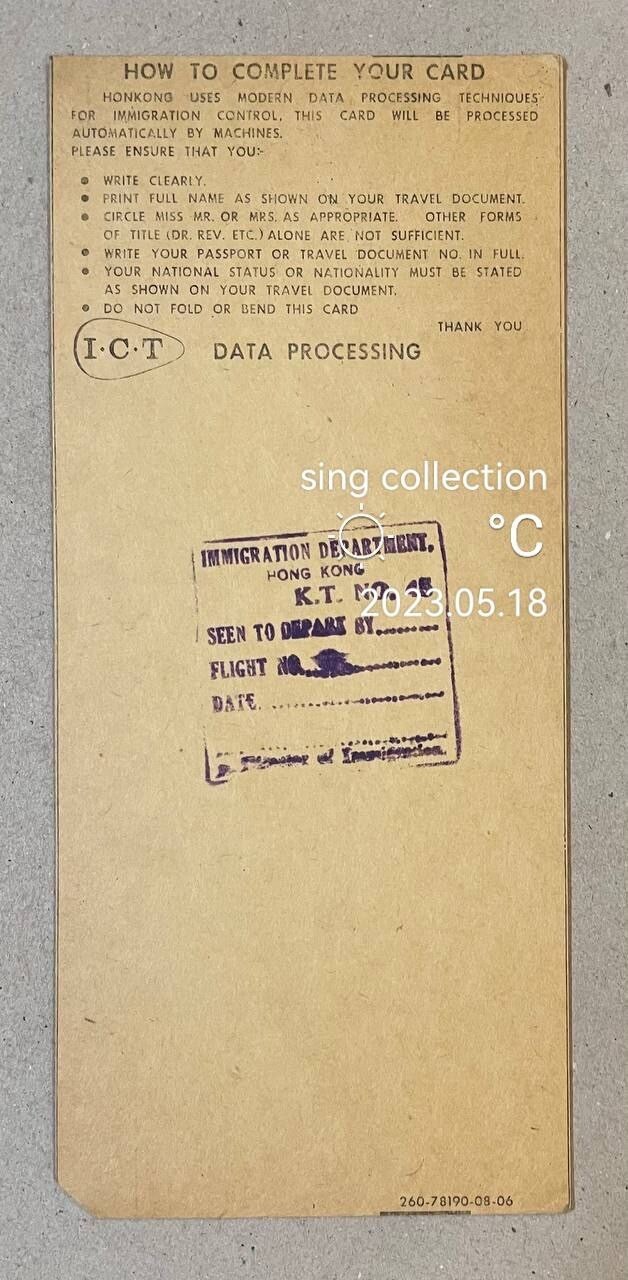 HOW TO COMPLETE YOUR CARD
HONKONG USES MODERN DATA PROCESSING TECHNIQUES
FOR IMMIGRATION CONTROL, THIS CARD WILL BE PROCESSED
AUTOMATICALLY BY MACHINES.
PLEASE ENSURE THAT YOU:-
• WRITE CLEARLY.
• PRINT FULL NAME AS SHOWN ON YOUR TRAVEL DOCUMENT.
• CIRCLE MISS MR. OR MRS. AS APPROPRIATE. OTHER FORMS
OF TITLE (DR. REV. ETC.) ALONE ARE NOT SUFFICIENT.
• WRITE YOUR PASSPORT OR TRAVEL DOCUMENT NO. IN FULL.
• YOUR NATIONAL STATUS OR NATIONALITY MUST BE STATED
AS SHOWN ON YOUR TRAVEL DOCUMENT.
• DO NOT FOLD OR BEND THIS CARD
THANK YOU
I·C·T DATA PROCESSING
sing collection
°C
2023.05.18
IMMIGRATION DEPARTMENT,
HONG KONG
K.T. NO.
SEEN TO DEPART BY
FLIGHT NO.
DATE
Director of Immigration.
260-78190-08-06